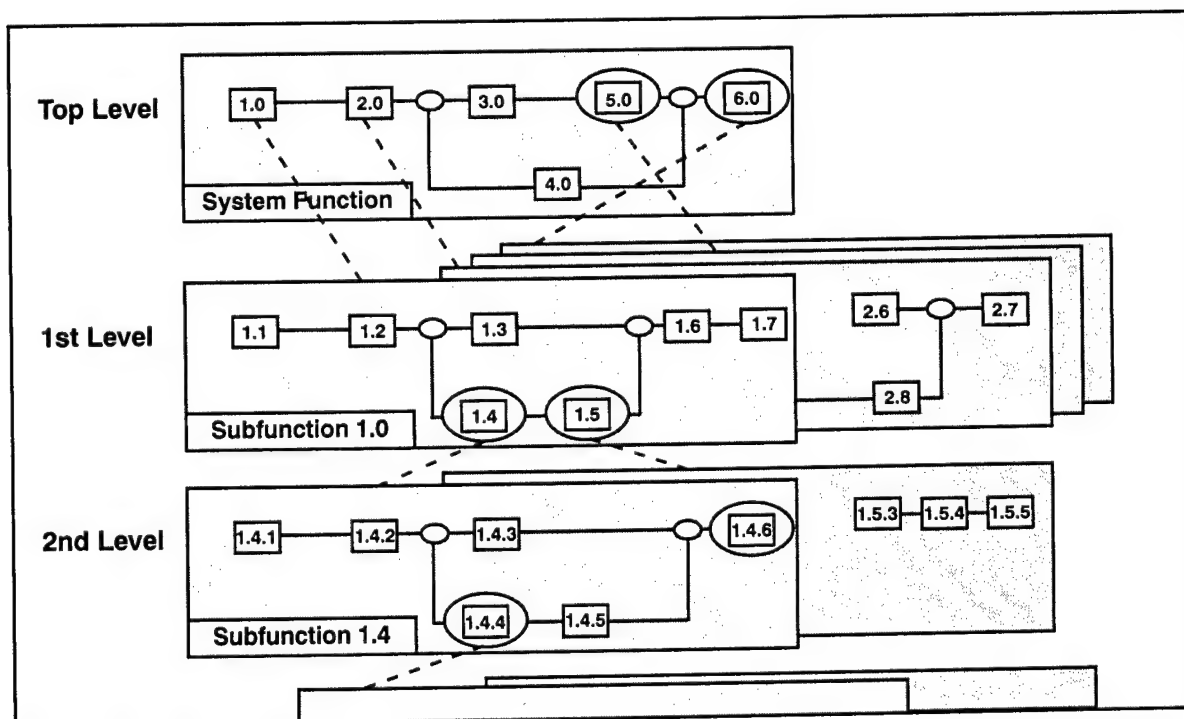 Top Level
1.0 2.0 3.0 5.0 6.0
4.0
System Function
1st Level
1.1 1.2 1.3 1.6 1.7 2.6 2.7
1.4 1.5 2.8
Subfunction 1.0
2nd Level
1.4.1 1.4.2 1.4.3 1.4.6 1.5.3 1.5.4 1.5.5
1.4.4 1.4.5
Subfunction 1.4